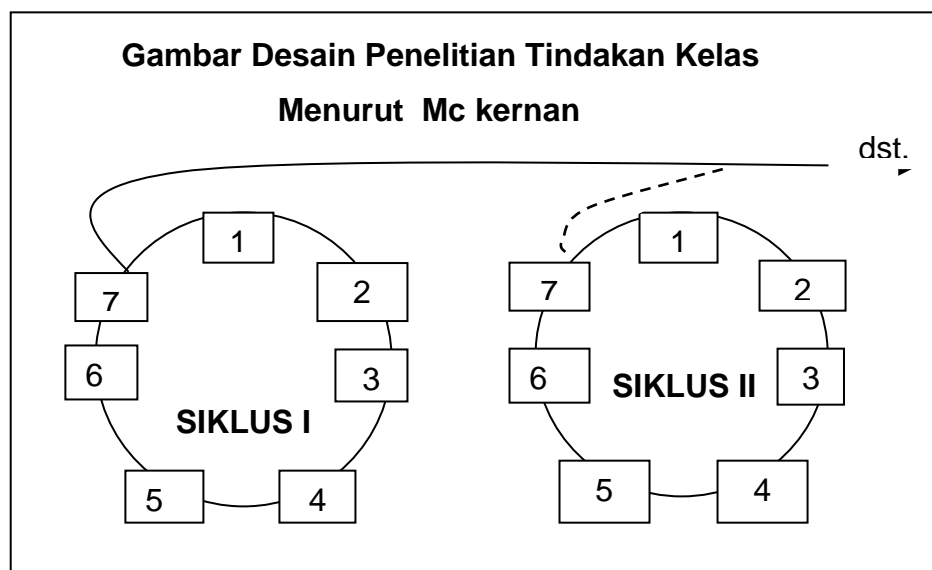 Gambar Desain Penelitian Tindakan Kelas
Menurut Mc kernan
dst.
1
7
2
6
3
SIKLUS I
5
4
1
7
2
6
3
SIKLUS II
5
4